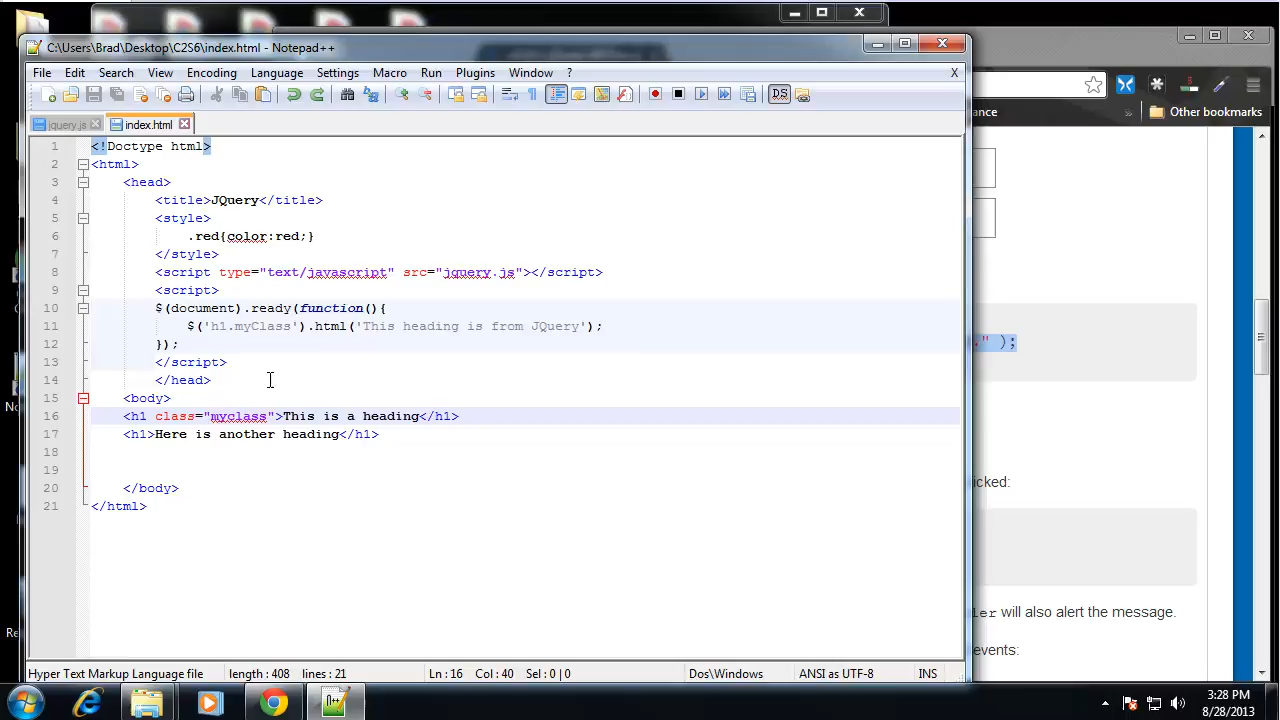 C:\Users\Brad\Desktop\C2S6\index.html - Notepad++
File Edit Search View Encoding Language Settings Macro Run Plugins Window ? X
jquery.js index.html
1 <!Doctype html>
2 <html>
3 <head>
4 <title>JQuery</title>
5 <style>
6 .red{color:red;}
7 </style>
8 <script type="text/javascript" src="jquery.js"></script>
9 <script>
10 $(document).ready(function(){
11 $('h1.myClass').html('This heading is from JQuery');
12 });
13 </script>
14 </head>
15 <body>
16 <h1 class="myclass">This is a heading</h1>
17 <h1>Here is another heading</h1>
18
19
20 </body>
21 </html>
Hyper Text Markup Language file length : 408 lines : 21 Ln : 16 Col : 40 Sel : 0 | 0 Dos\Windows ANSI as UTF-8 INS
Other bookmarks
" );
will also alert the message.
events:
3:28 PM
8/28/2013